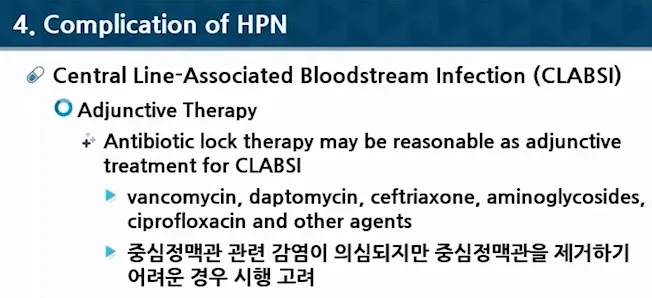 4. Complication of HPN
Central Line-Associated Bloodstream Infection (CLABSI)
Adjunctive Therapy
Antibiotic lock therapy may be reasonable as adjunctive
treatment for CLABSI
vancomycin, daptomycin, ceftriaxone, aminoglycosides,
ciprofloxacin and other agents
중심정맥관 관련 감염이 의심되지만 중심정맥관을 제거하기
어려운 경우 시행 고려